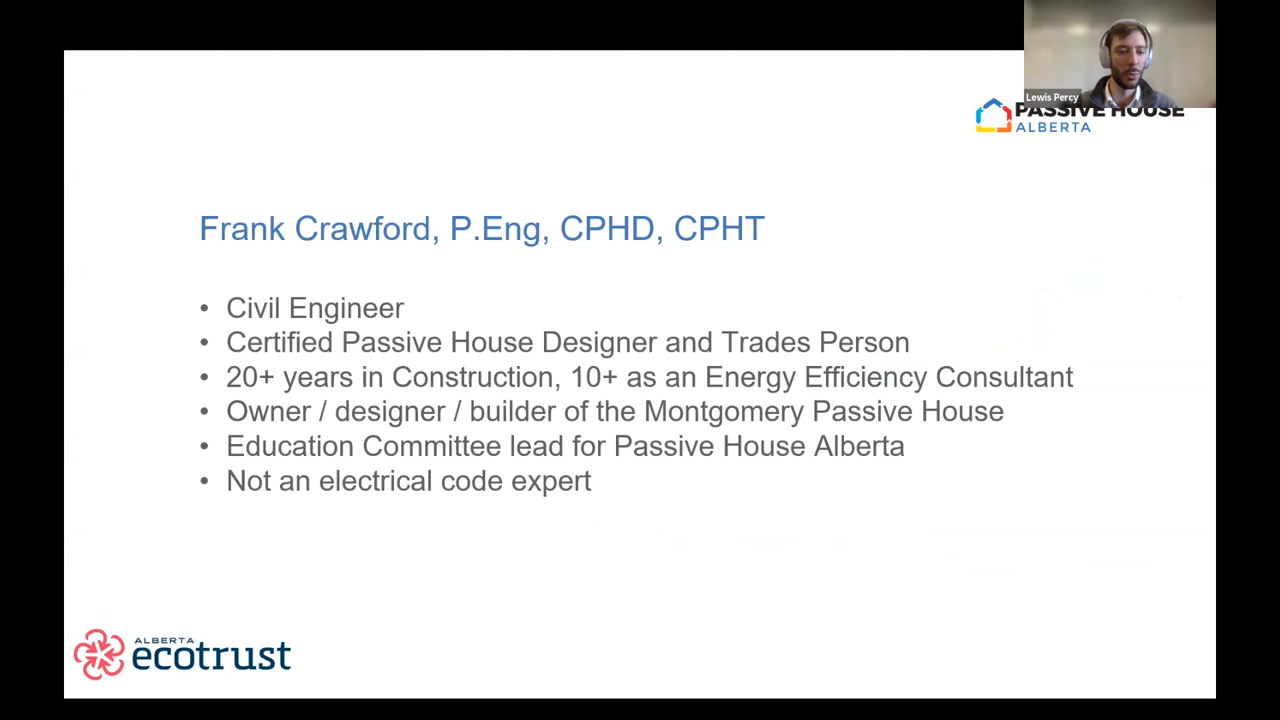 Lewis Percy
PASSIVE HOUSE
ALBERTA
Frank Crawford, P.Eng, CPHD, CPHT
• Civil Engineer
• Certified Passive House Designer and Trades Person
• 20+ years in Construction, 10+ as an Energy Efficiency Consultant
• Owner / designer / builder of the Montgomery Passive House
• Education Committee lead for Passive House Alberta
• Not an electrical code expert
ALBERTA
ecotrust